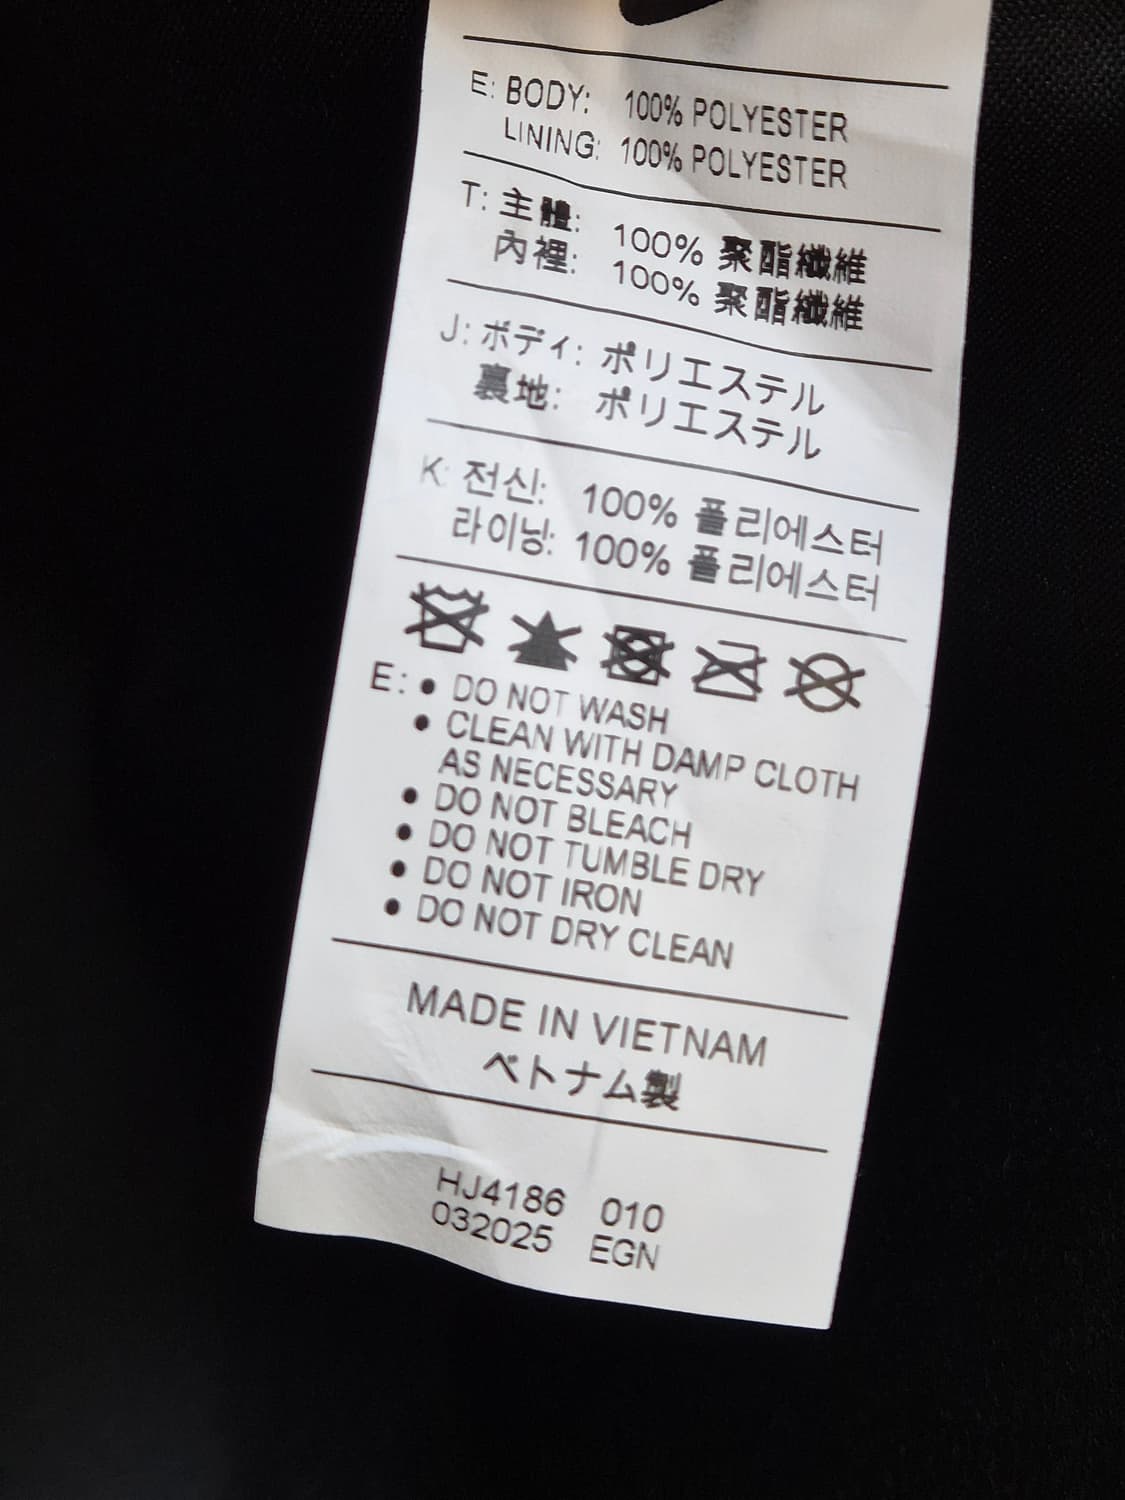 E: BODY: 100% POLYESTER
LINING: 100% POLYESTER
T: 主體: 100% 聚酯纖維
內裡: 100% 聚酯纖維
J: ボディ: ポリエステル
裏地: ポリエステル
K: 전신: 100% 폴리에스터
라이닝: 100% 폴리에스터
E: • DO NOT WASH
• CLEAN WITH DAMP CLOTH
AS NECESSARY
• DO NOT BLEACH
• DO NOT TUMBLE DRY
• DO NOT IRON
• DO NOT DRY CLEAN
MADE IN VIETNAM
ベトナム製
HJ4186 010
032025 EGN